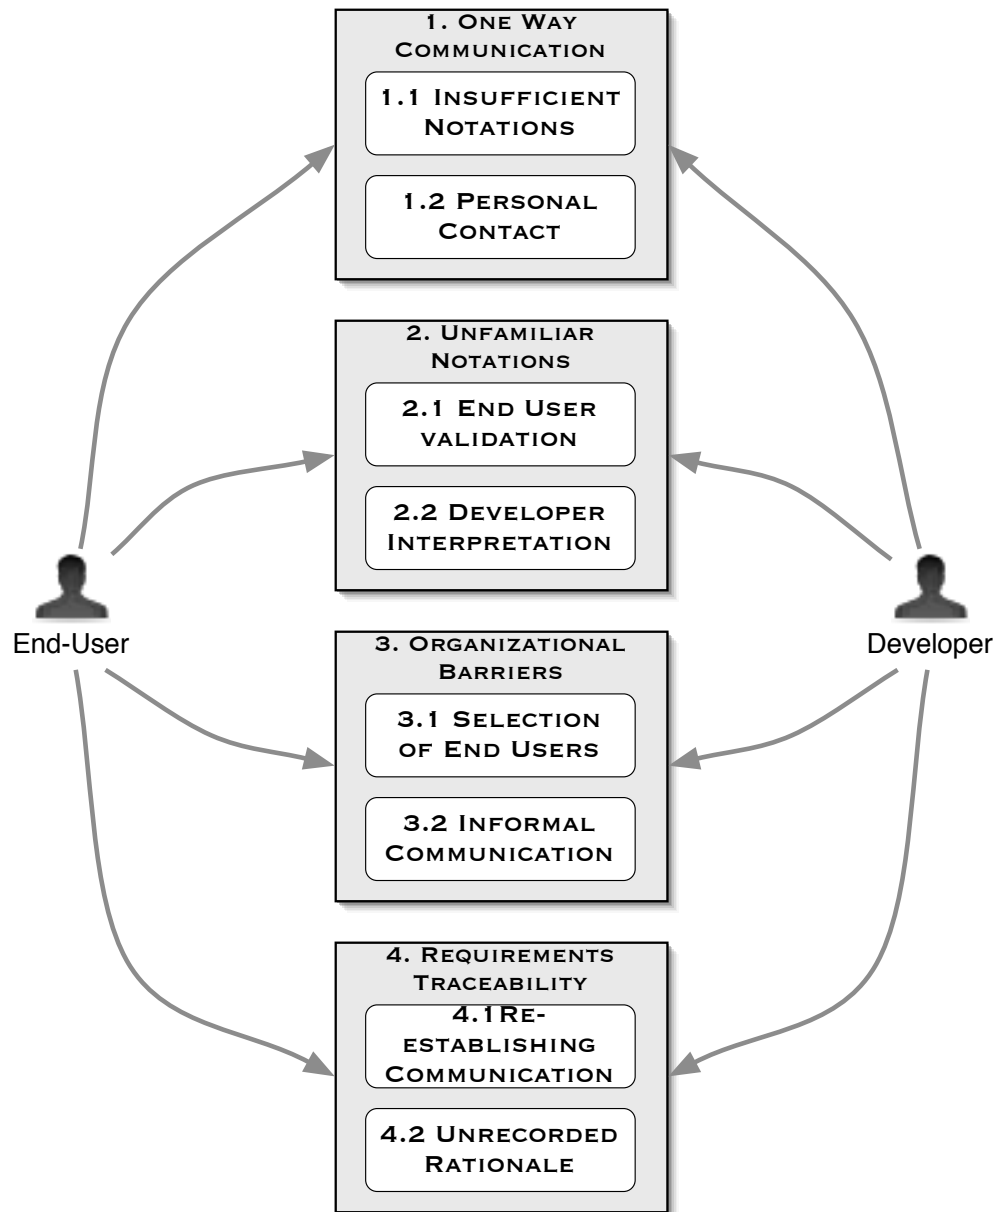 1. One Way
Communication
1.1 Insufficient
Notations
1.2 Personal
Contact
2. Unfamiliar
Notations
2.1 End User
validation
2.2 Developer
Interpretation
End-User
Developer
3. Organizational
Barriers
3.1 Selection
of End Users
3.2 Informal
Communication
4. Requirements
Traceability
4.1Re-
establishing
Communication
4.2 Unrecorded
Rationale